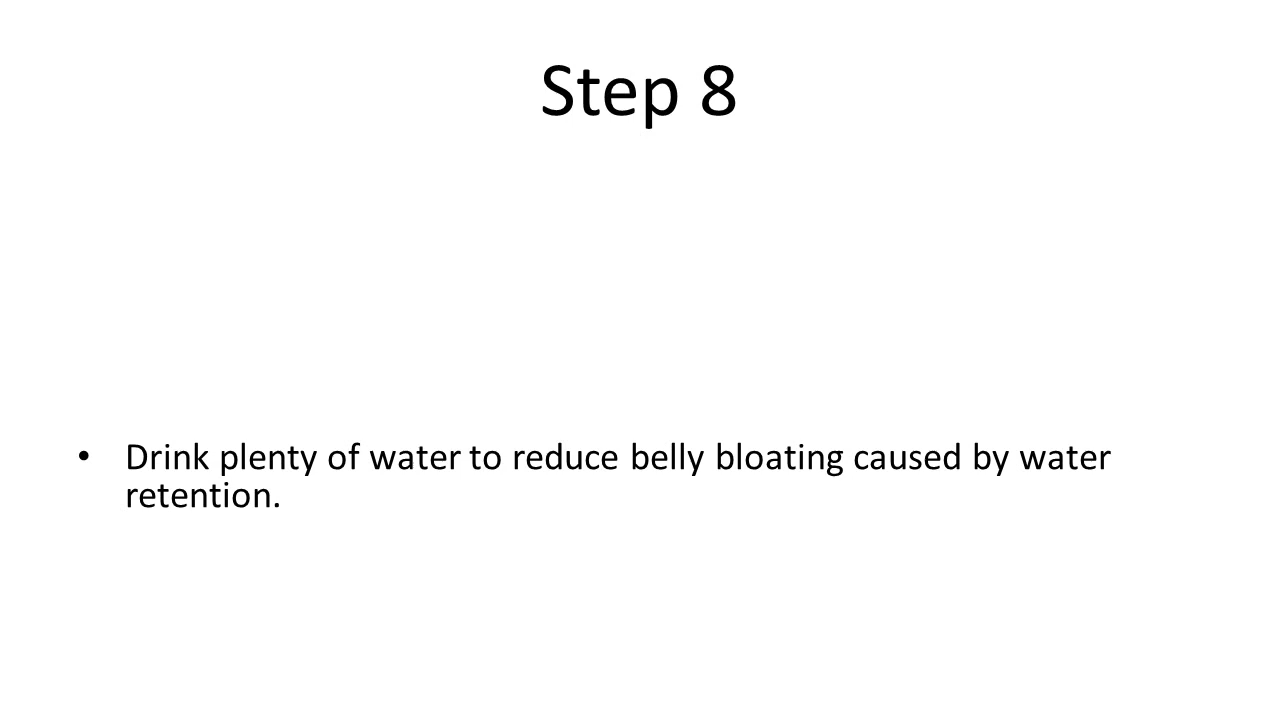 Step 8
• Drink plenty of water to reduce belly bloating caused by water
retention.